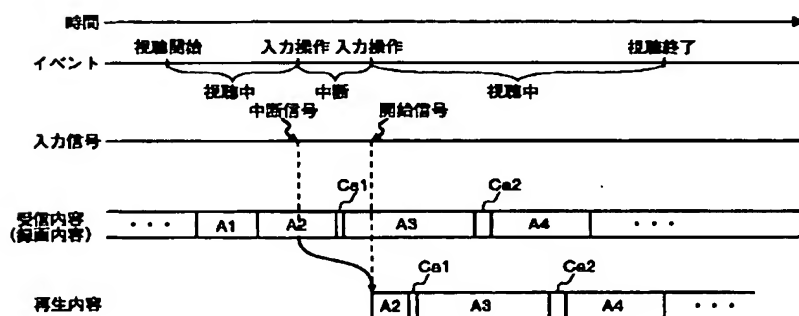 時間
視聴開始 入力操作 入力操作 視聴終了
イベント
視聴中 中断 視聴中
中断信号 開始信号
入力信号
Ca1 Ca2
受信内容 ・・・ A1 A2 A3 A4 ・・・
(録画内容)
Ca1 Ca2
再生内容 A2 A3 A4 ・・・